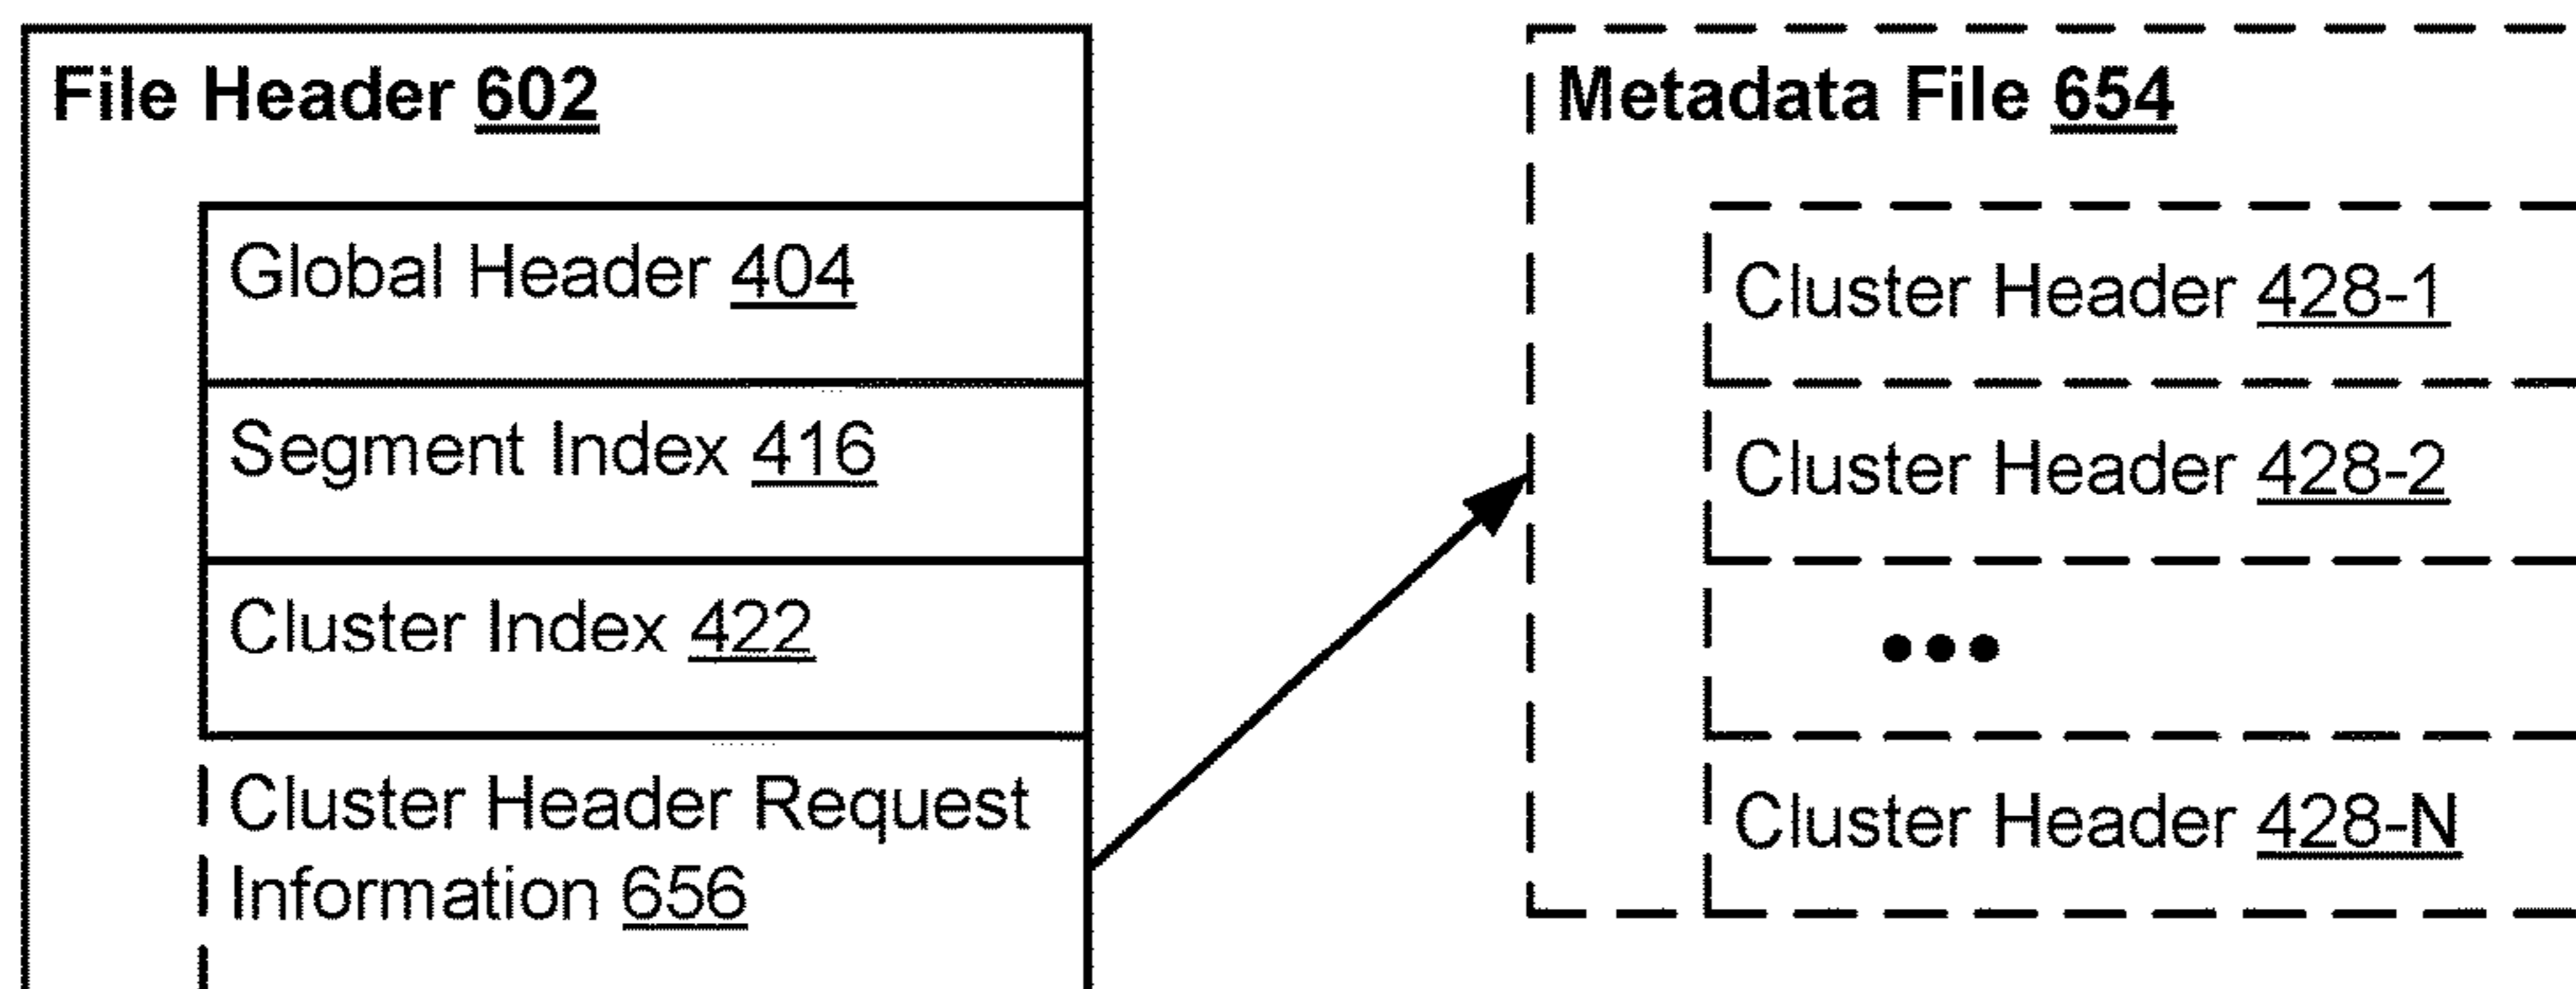 File Header 602
Global Header 404
Segment Index 416
Cluster Index 422
Cluster Header Request
Information 656
Metadata File 654
Cluster Header 428-1
Cluster Header 428-2
•••
Cluster Header 428-N